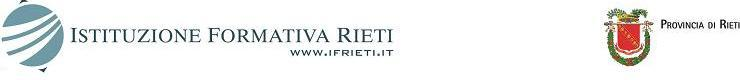 ISTITUZIONE FORMATIVA RIETI
WWW.IFRIETI.IT
PROVINCIA DI RIETI